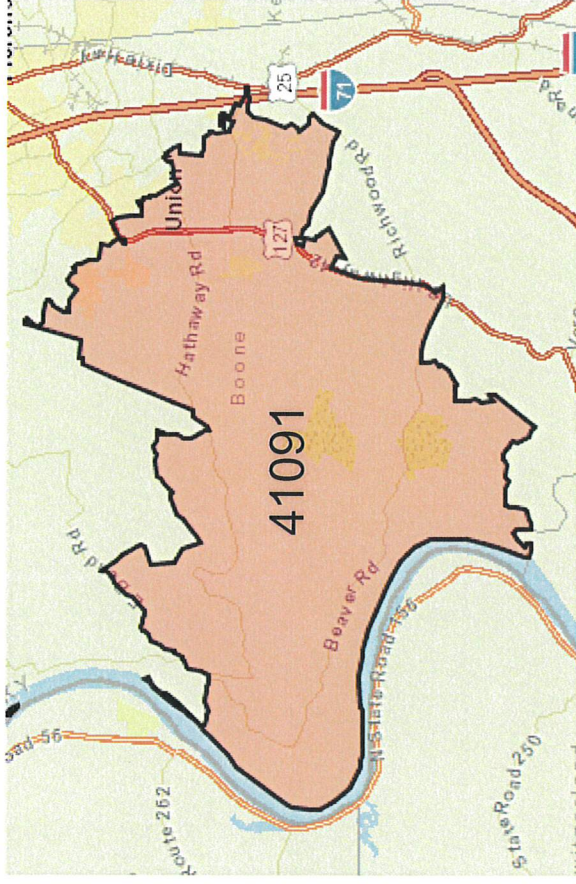 25
71
Union
127
Hathaway Rd
Richwood Rd
Boone
41091
Beaver Rd
N State Road 156
Road 56
Route 262
State Road 250